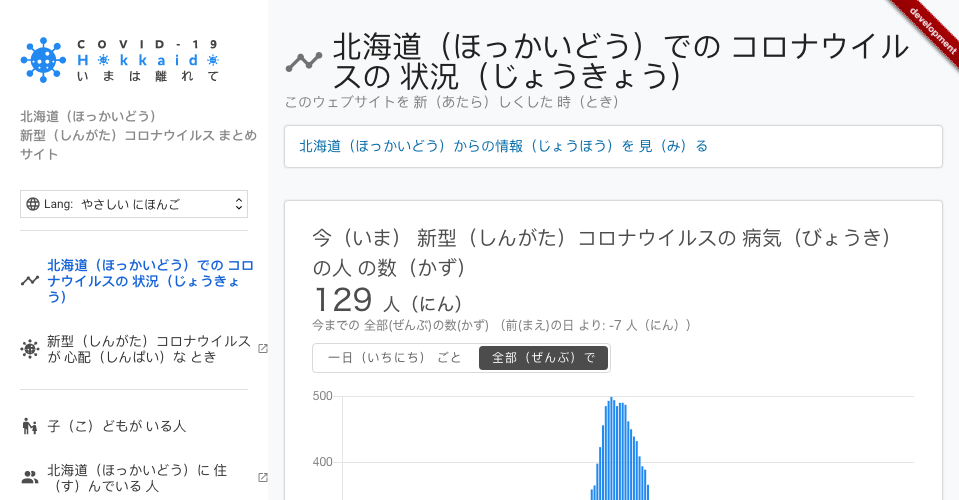 COVID-19
Hokkaido
いまは離れて
北海道（ほっかいどう）
新型（しんがた）コロナウイルス まとめ
サイト
Lang: やさしい にほんご
北海道（ほっかいどう）での コロ
ナウイルスの 状況（じょうきょ
う）
新型（しんがた）コロナウイルス
が 心配（しんぱい）な とき
子（こ）どもが いる人
北海道（ほっかいどう）に 住
（す）んでいる 人
development
北海道（ほっかいどう）での コロナウイル
スの 状況（じょうきょう）
このウェブサイトを 新（あたら）しくした 時（とき）
北海道（ほっかいどう）からの情報（じょうほう）を 見（み）る
今（いま） 新型（しんがた）コロナウイルスの 病気（びょうき）
の人 の数（かず）
129 人（にん）
今までの 全部(ぜんぶ)の数(かず) （前(まえ)の日 より: -7 人（にん））
一日（いちにち） ごと
全部（ぜんぶ）で
500
400